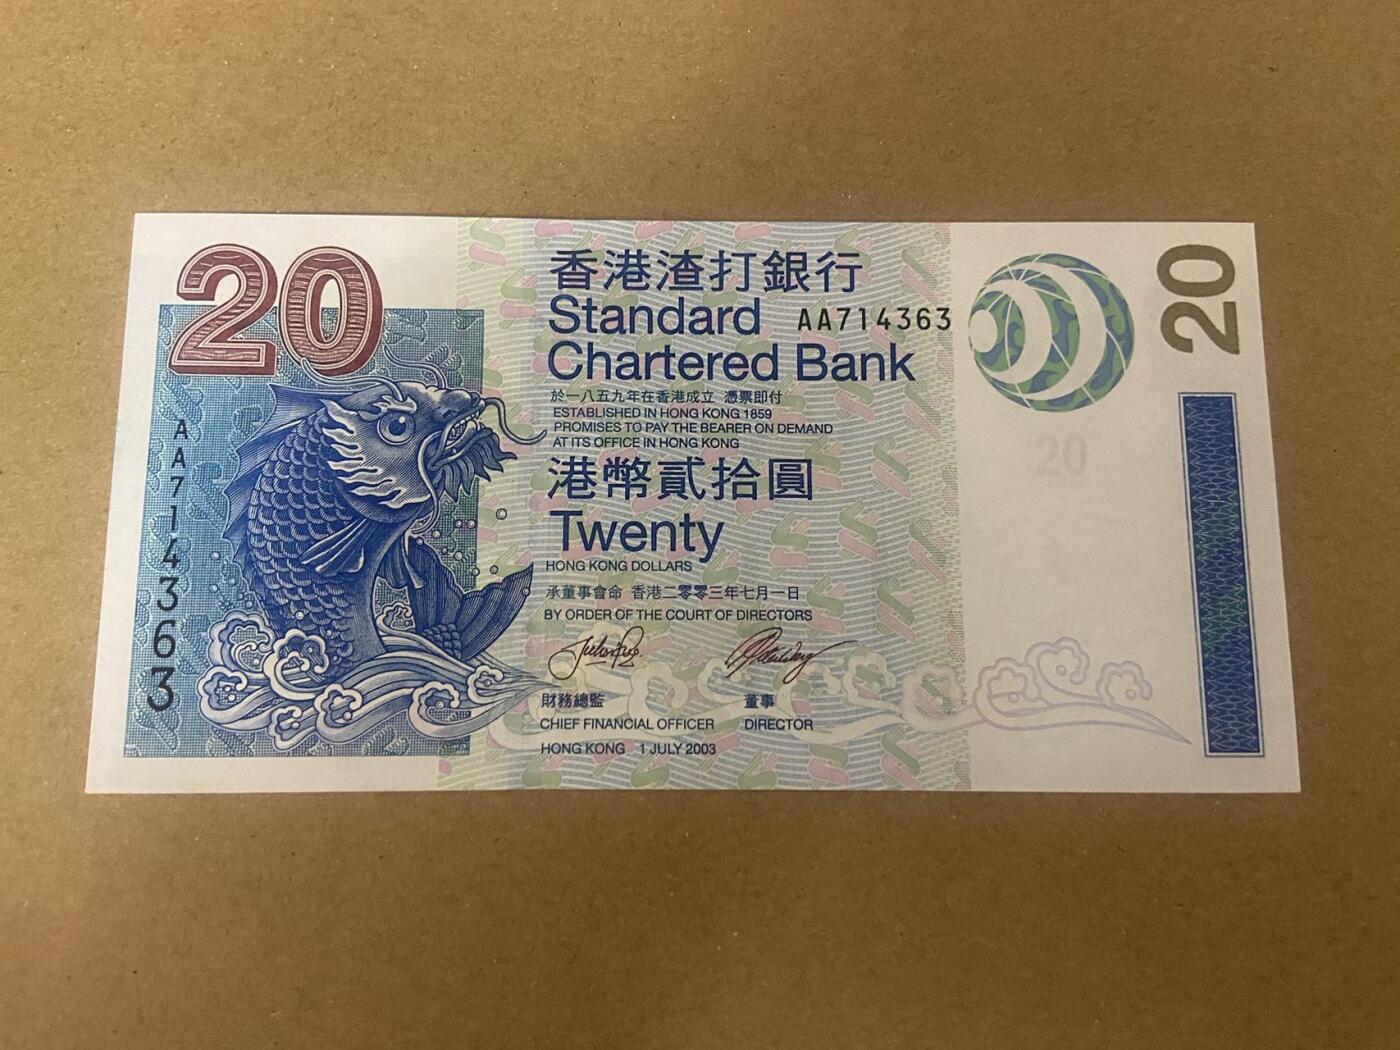 20
香港渣打銀行
Standard
AA714363
Chartered Bank
於一八五九年在香港成立 憑票即付
ESTABLISHED IN HONG KONG 1859
PROMISES TO PAY THE BEARER ON DEMAND
AT ITS OFFICE IN HONG KONG
港幣貳拾圓
Twenty
HONG KONG DOLLARS
承董事會命 香港二零零三年七月一日
BY ORDER OF THE COURT OF DIRECTORS
財務總監 董事
CHIEF FINANCIAL OFFICER DIRECTOR
HONG KONG 1 JULY 2003
AA714363
20
20